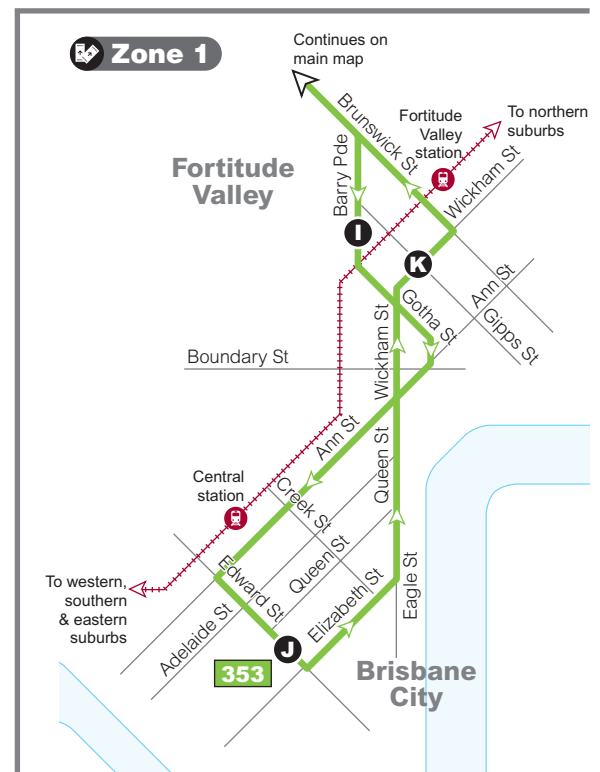 Zone 1
Continues on
main map
Fortitude
Valley
station
To northern
suburbs
Brunswick St
Barry Pde
Fortitude
Valley
Wickham St
I
K
Ann St
Gotha St
Gipps St
Wickham St
Boundary St
Ann St
Queen St
Central
station
Creek St
Queen St
Edward St
Elizabeth St
Eagle St
To western,
southern
& eastern
suburbs
Adelaide St
J
353
Brisbane
City